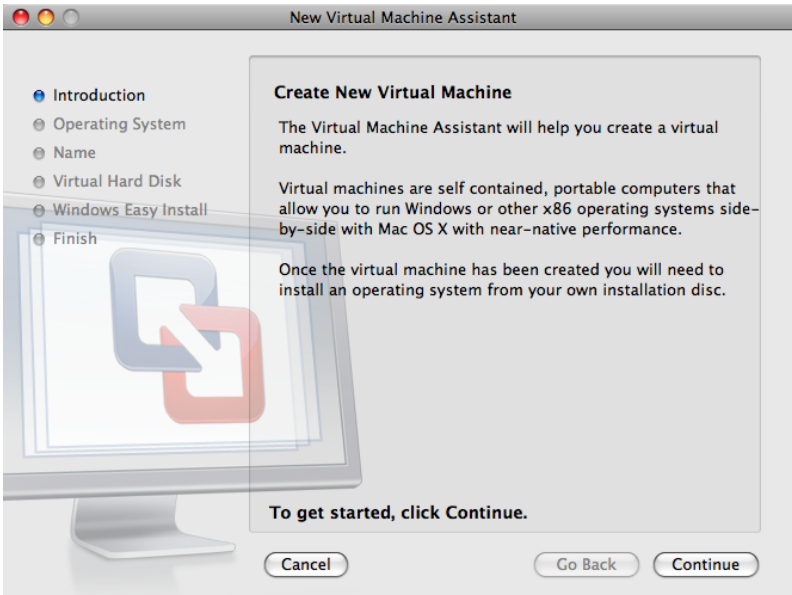 New Virtual Machine Assistant
Introduction
Operating System
Name
Virtual Hard Disk
Windows Easy Install
Finish
Create New Virtual Machine
The Virtual Machine Assistant will help you create a virtual
machine.
Virtual machines are self contained, portable computers that
allow you to run Windows or other x86 operating systems side-
by-side with Mac OS X with near-native performance.
Once the virtual machine has been created you will need to
install an operating system from your own installation disc.
To get started, click Continue.
Cancel
Go Back
Continue